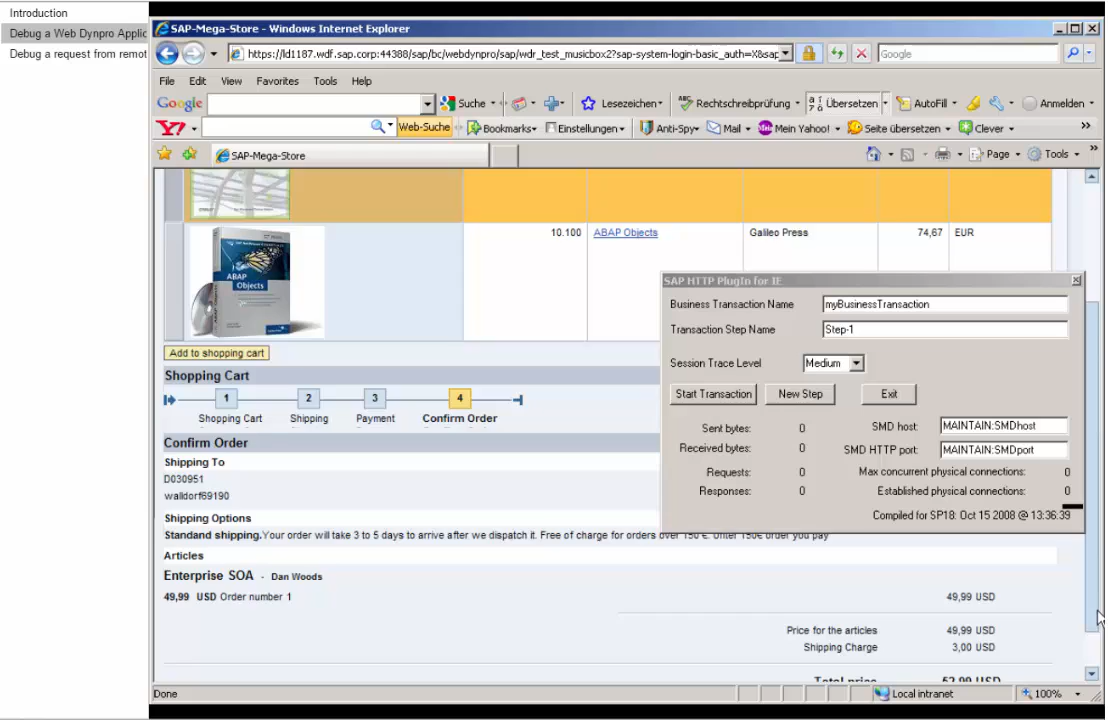 Introduction
Debug a Web Dynpro Applic
Debug a request from remot
SAP-Mega-Store - Windows Internet Explorer
https://ld1187.wdf.sap.corp:44388/sap/bc/webdynpro/sap/wdr_test_musicbox2?sap-system-login-basic_auth=X&sap
Google
File Edit View Favorites Tools Help
Google Suche Lesezeichen Rechtschreibprüfung Übersetzen AutoFill Anmelden
Y! Web-Suche Bookmarks Einstellungen Anti-Spy Mail Mein Yahoo! Seite übersetzen Clever
SAP-Mega-Store
Page Tools
ABAP Objects
10.100 ABAP Objects Galileo Press 74,67 EUR
Add to shopping cart
Shopping Cart
1 2 3 4
Shopping Cart Shipping Payment Confirm Order
Confirm Order
Shipping To
D030951
walldorf69190
Shipping Options
Standand shipping.Your order will take 3 to 5 days to arrive after we dispatch it. Free of charge for orders over 150 €. Unter 150€ order you pay
Articles
Enterprise SOA - Dan Woods
49,99 USD Order number 1 49,99 USD
Price for the articles 49,99 USD
Shipping Charge 3,00 USD
Total price 52,99 USD
SAP HTTP PlugIn for IE
Business Transaction Name myBusinessTransaction
Transaction Step Name Step-1
Session Trace Level Medium
Start Transaction New Step Exit
Sent bytes: 0 SMD host: MAINTAIN:SMDhost
Received bytes: 0 SMD HTTP port: MAINTAIN:SMDport
Requests: 0 Max concurrent physical connections: 0
Responses: 0 Established physical connections: 0
Compiled for SP18: Oct 15 2008 @ 13:36:39
Done Local intranet 100%